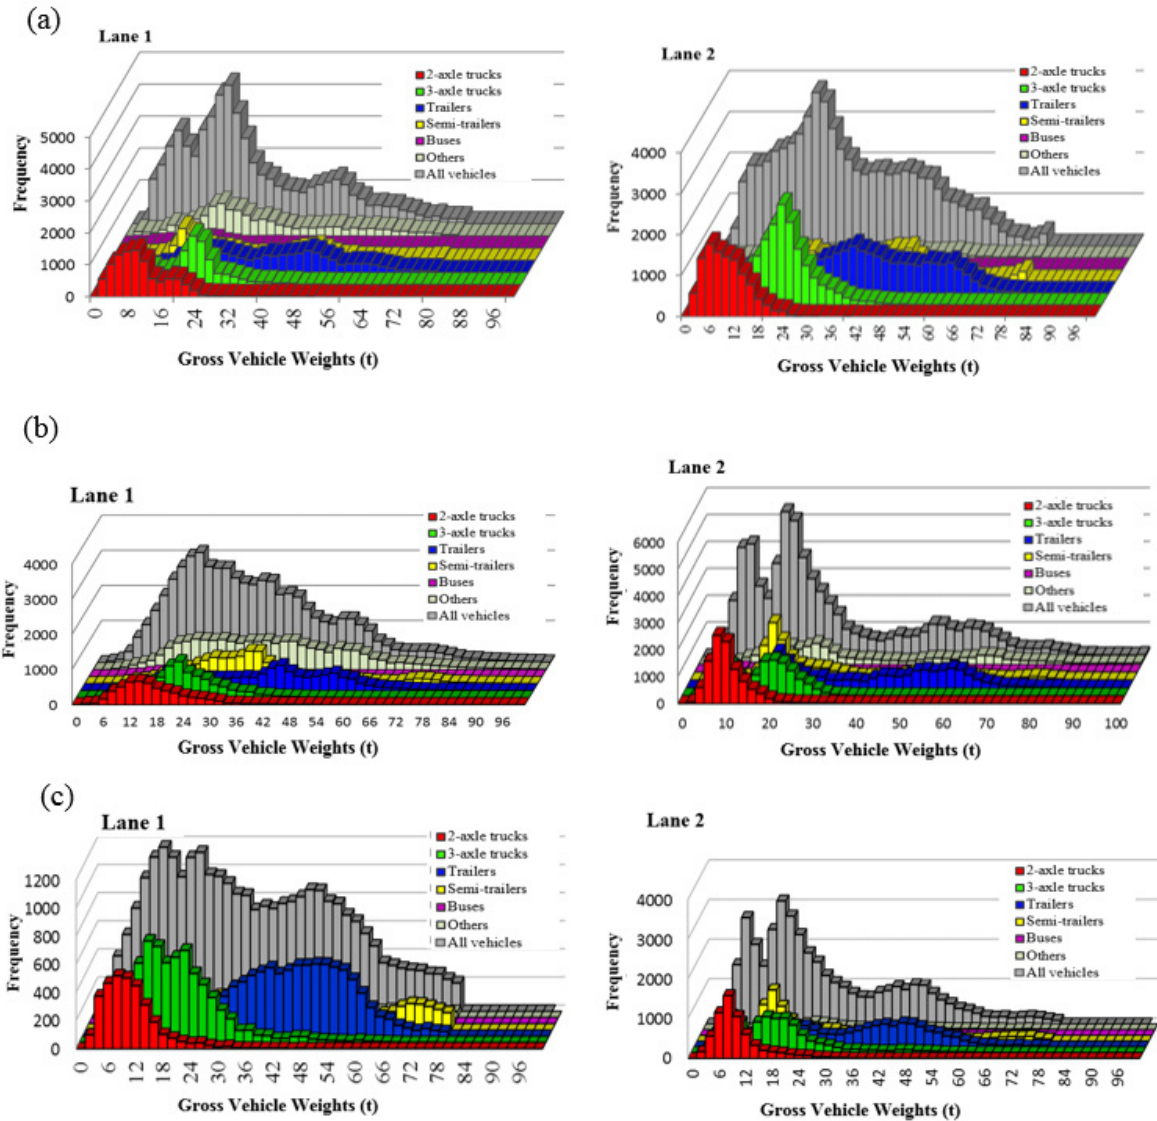 (a)
Lane 1
2-axle trucks
3-axle trucks
Trailers
Semi-trailers
Buses
Others
All vehicles
Frequency
5000
4000
3000
2000
1000
0
0 8 16 24 32 40 48 56 64 72 80 88 96
Gross Vehicle Weights (t)
Lane 2
2-axle trucks
3-axle trucks
Trailers
Semi-trailers
Buses
Others
All vehicles
Frequency
4000
3000
2000
1000
0
0 6 12 18 24 30 36 42 48 54 60 66 72 78 84 90 96
Gross Vehicle Weights (t)
(b)
Lane 1
2-axle trucks
3-axle trucks
Trailers
Semi-trailers
Buses
Others
All vehicles
Frequency
4000
3000
2000
1000
0
0 6 12 18 24 30 36 42 48 54 60 66 72 78 84 90 96
Gross Vehicle Weights (t)
Lane 2
2-axle trucks
3-axle trucks
Trailers
Semi-trailers
Buses
Others
All vehicles
Frequency
6000
5000
4000
3000
2000
1000
0
0 10 20 30 40 50 60 70 80 90 100
Gross Vehicle Weights (t)
(c)
Lane 1
2-axle trucks
3-axle trucks
Trailers
Semi-trailers
Buses
Others
All vehicles
Frequency
1200
1000
800
600
400
200
0
0 6 12 18 24 30 36 42 48 54 60 66 72 78 84 90 96
Gross Vehicle Weights (t)
Lane 2
2-axle trucks
3-axle trucks
Trailers
Semi-trailers
Buses
Others
All vehicles
Frequency
4000
3000
2000
1000
0
0 6 12 18 24 30 36 42 48 54 60 66 72 78 84 90 96
Gross Vehicle Weights (t)